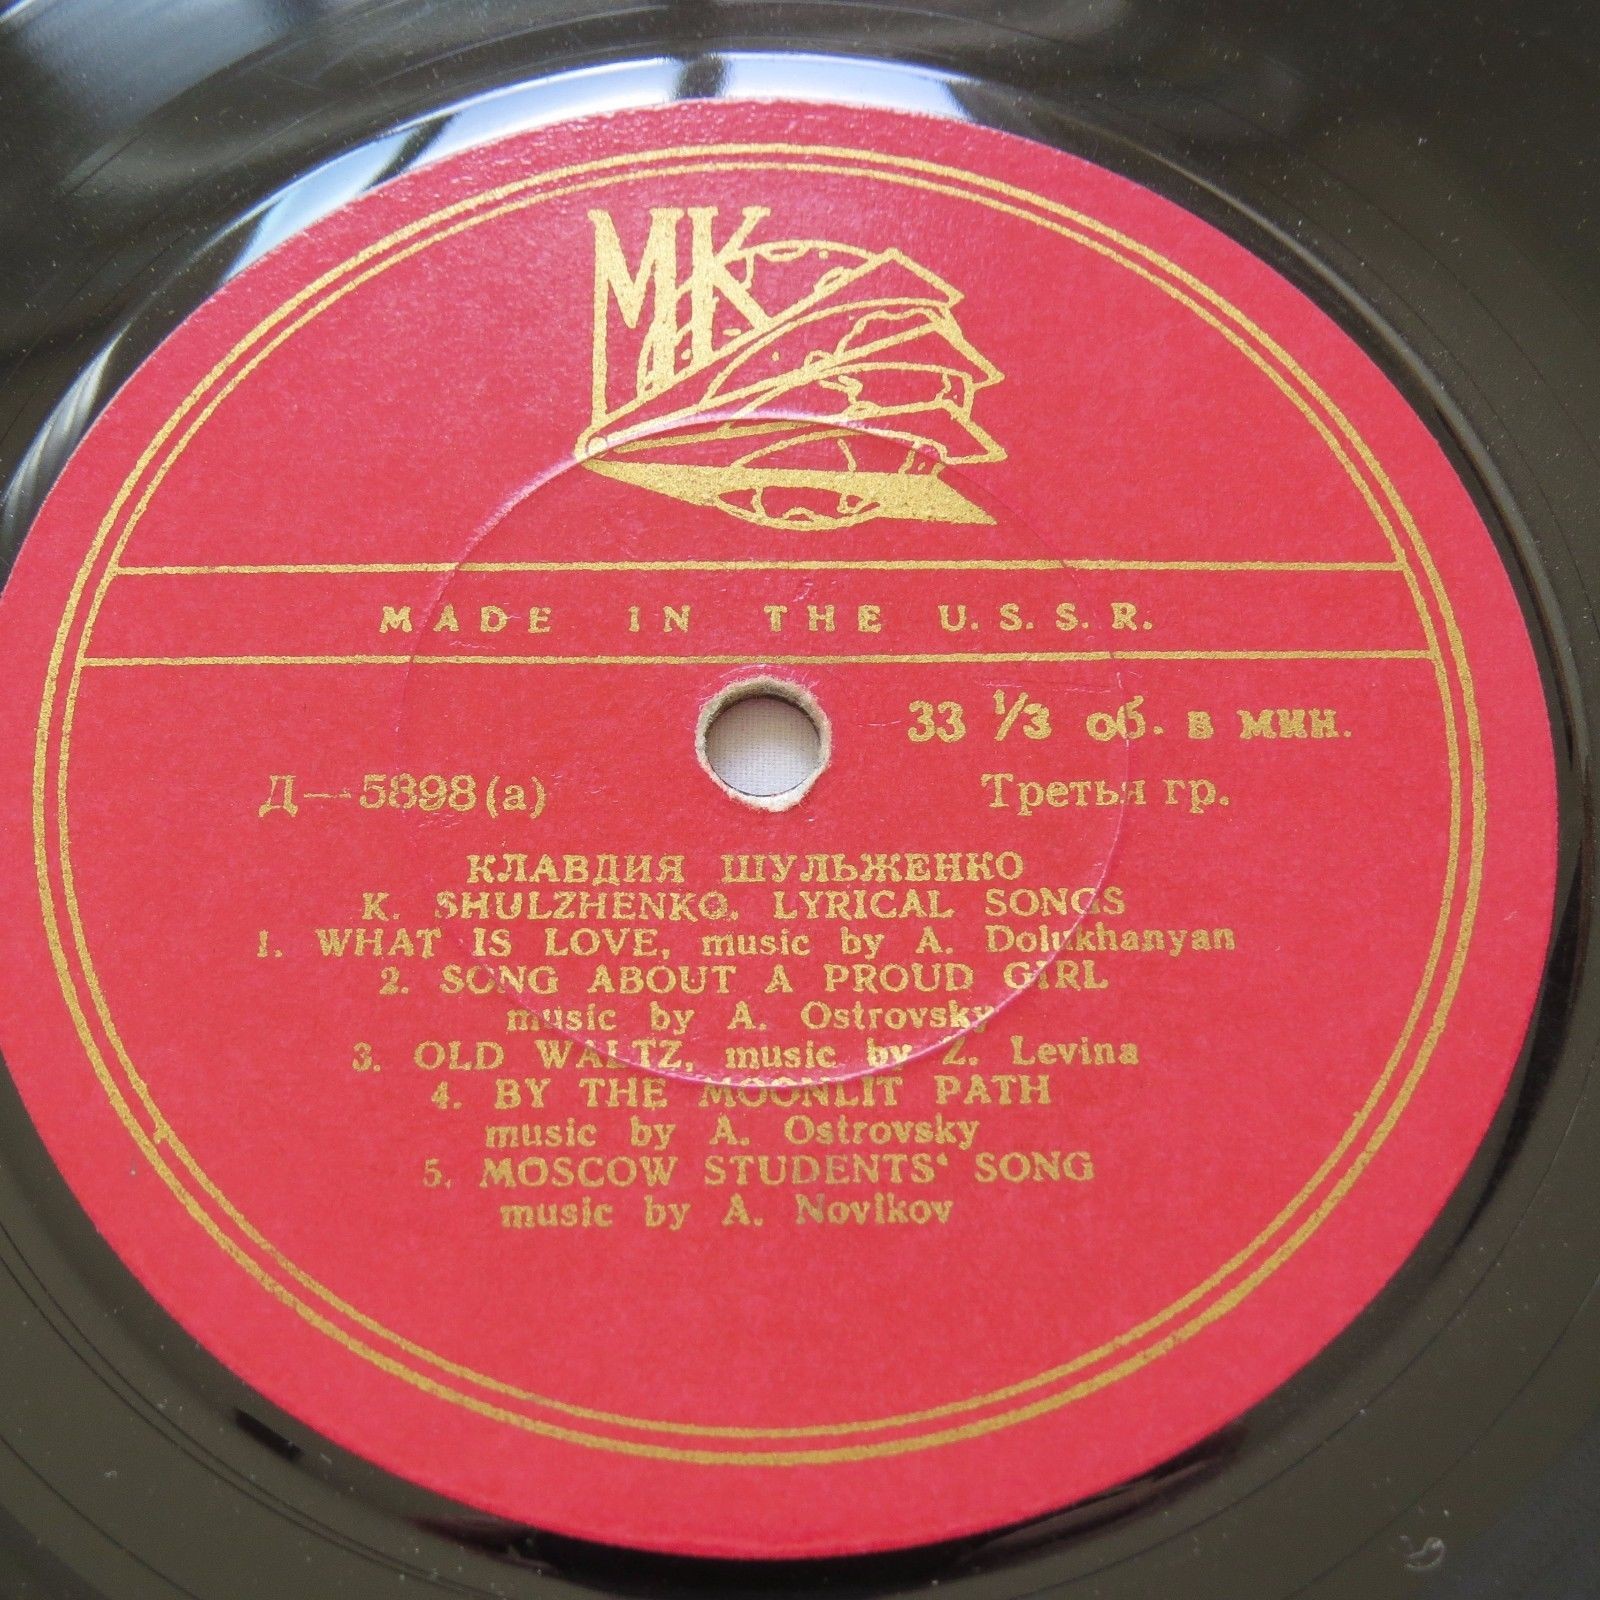 МК
MADE IN THE U.S.S.R.
33 1/3 об. в мин.
Д—5898(а)
Третья гр.
КЛАВДИЯ ШУЛЬЖЕНКО
K. SHULZHENKO. LYRICAL SONGS
1. WHAT IS LOVE, music by A. Dolukhanyan
2. SONG ABOUT A PROUD GIRL
music by A. Ostrovsky
3. OLD WALTZ, music by Z. Levina
4. BY THE MOONLIT PATH
music by A. Ostrovsky
5. MOSCOW STUDENTS‘ SONG
music by A. Novikov